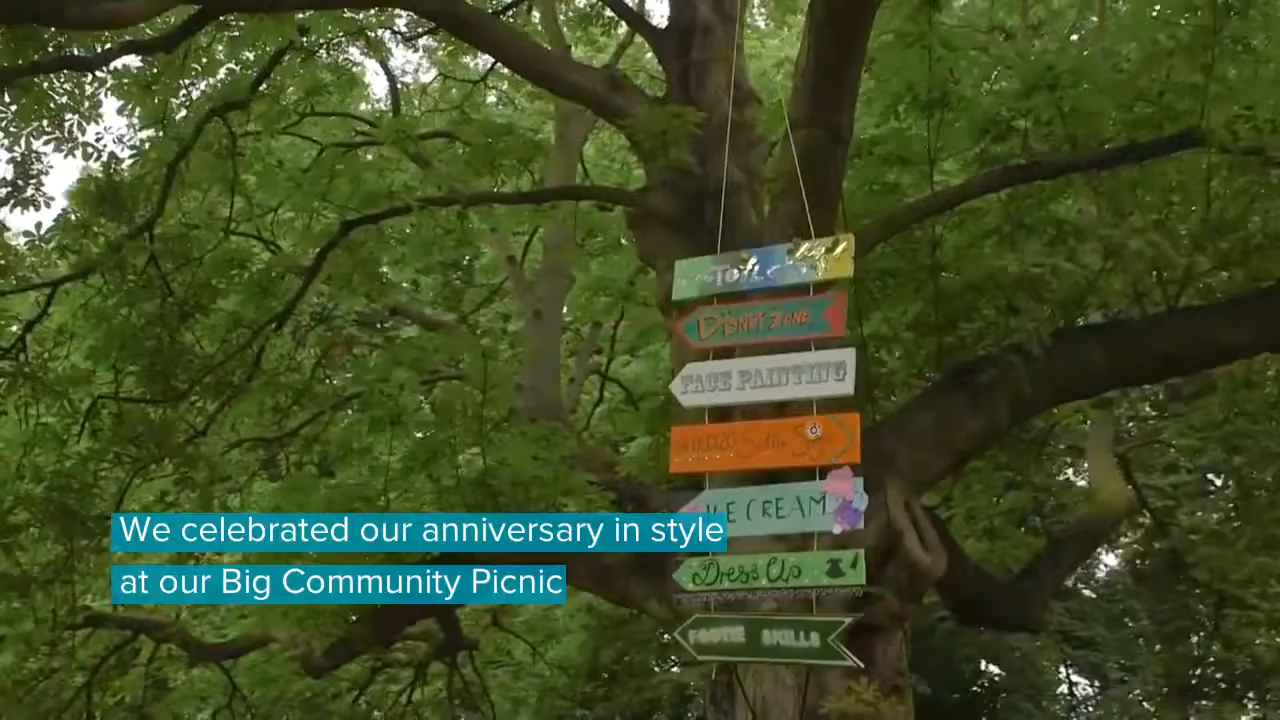 DISNEY ZONE
FACE PAINTING
ICE CREAM
We celebrated our anniversary in style
Dress Up
at our Big Community Picnic
FOOTIE SKILLS